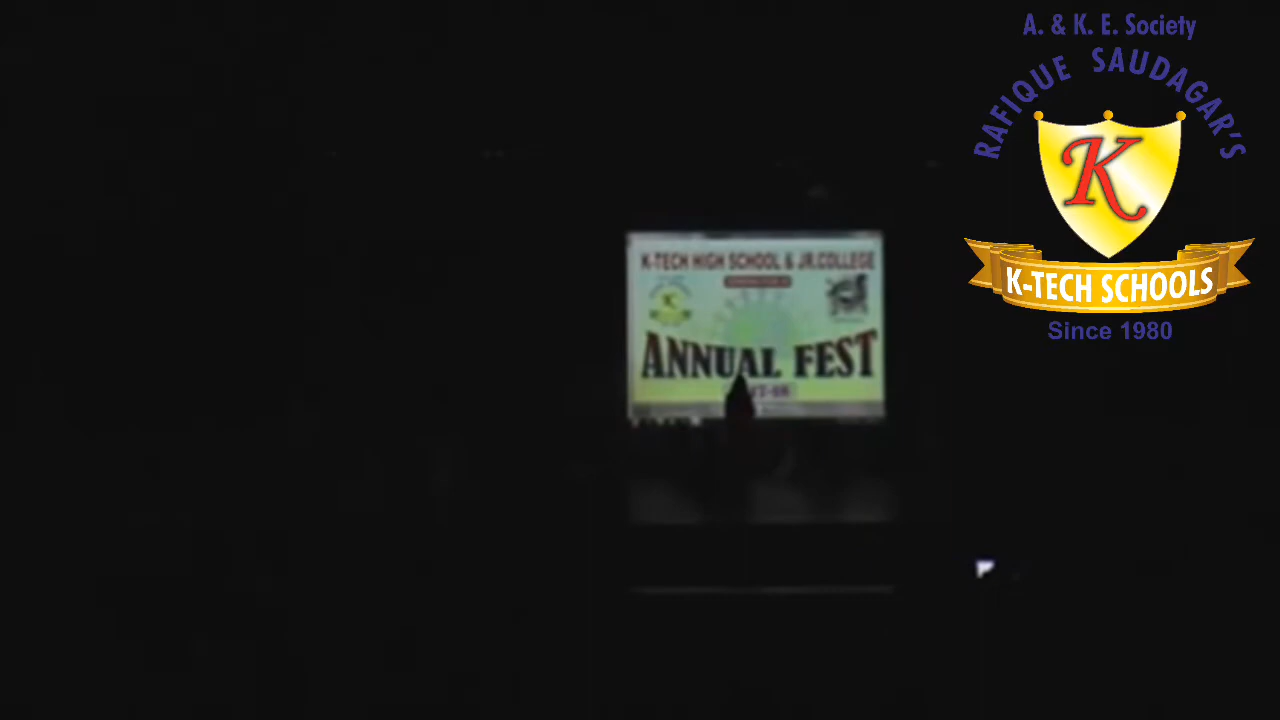 A. & K. E. Society
RAFIQUE SAUDAGAR'S
K
K-TECH SCHOOLS
Since 1980
K-TECH HIGH SCHOOL & JR.COLLEGE
K
ANNUAL FEST